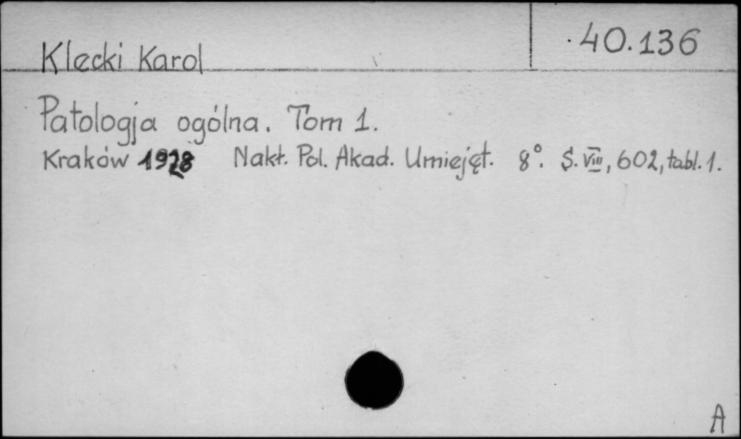 Klecki Karol
40.136
Patologja ogólna. Tom 1.
Kraków 1928 Nakł. Pol. Akad. Umiejęt. 8°. S. VIII, 602, tabl. 1.
A